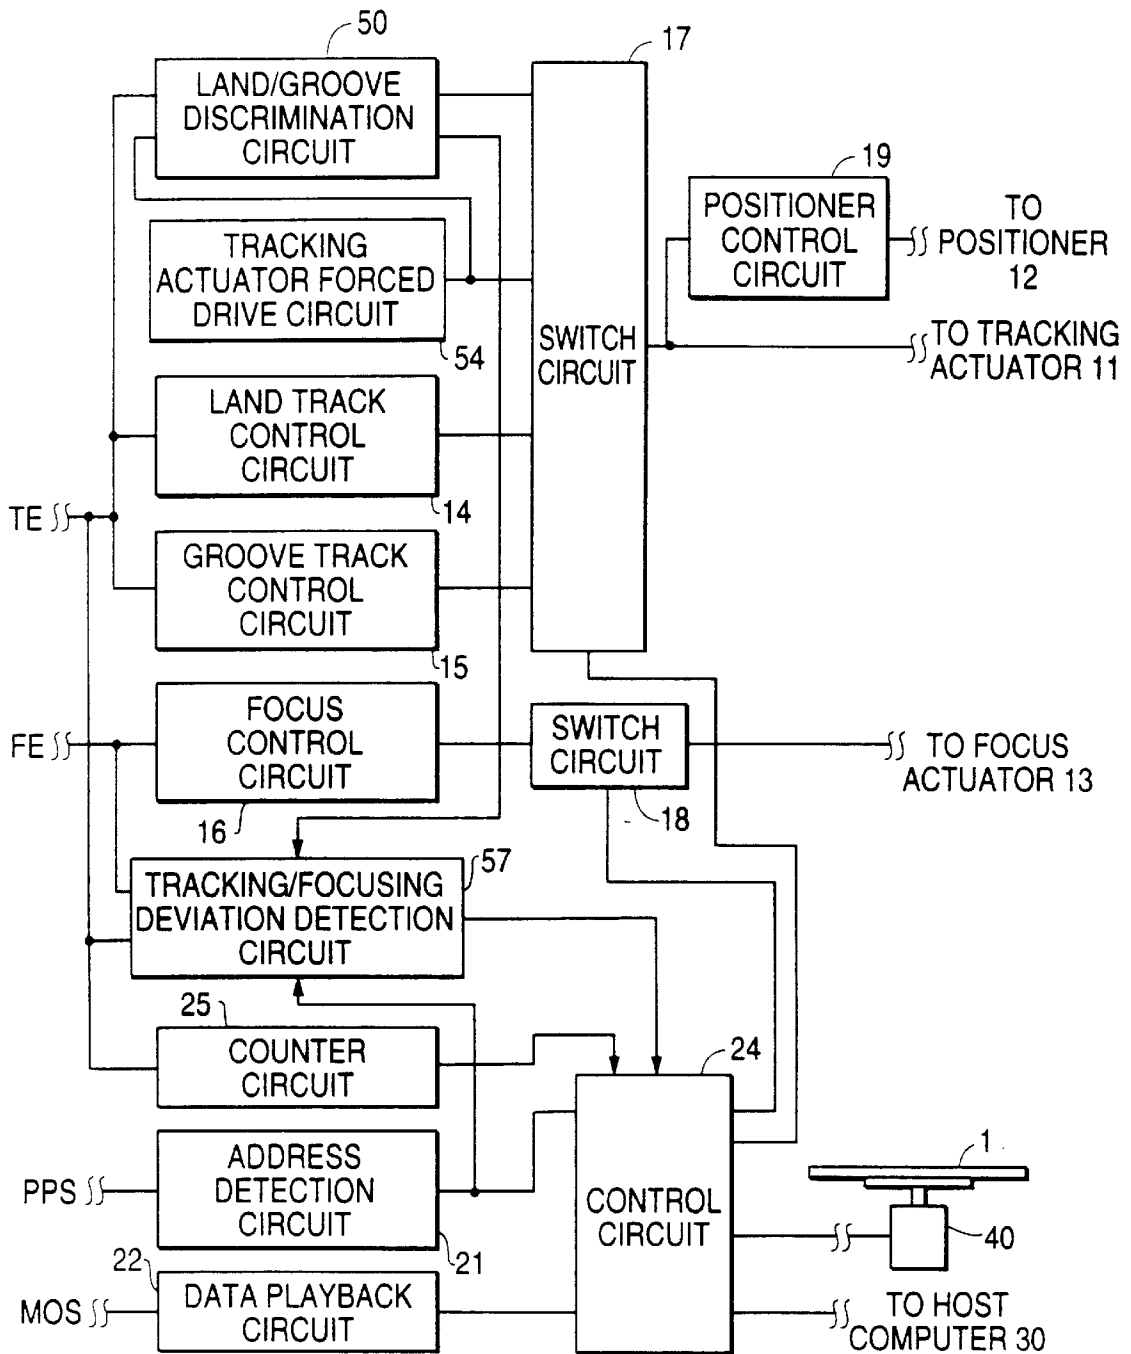 50
LAND/GROOVE
DISCRIMINATION
CIRCUIT
17
19
POSITIONER
CONTROL
CIRCUIT
TO
POSITIONER
12
TRACKING
ACTUATOR FORCED
DRIVE CIRCUIT
54
SWITCH
CIRCUIT
TO TRACKING
ACTUATOR 11
LAND TRACK
CONTROL
CIRCUIT
14
TE
GROOVE TRACK
CONTROL
CIRCUIT
15
FE
FOCUS
CONTROL
CIRCUIT
16
SWITCH
CIRCUIT
18
TO FOCUS
ACTUATOR 13
57
TRACKING/FOCUSING
DEVIATION DETECTION
CIRCUIT
25
COUNTER
CIRCUIT
24
PPS
ADDRESS
DETECTION
CIRCUIT
21
CONTROL
CIRCUIT
1
40
22
MOS
DATA PLAYBACK
CIRCUIT
TO HOST
COMPUTER 30